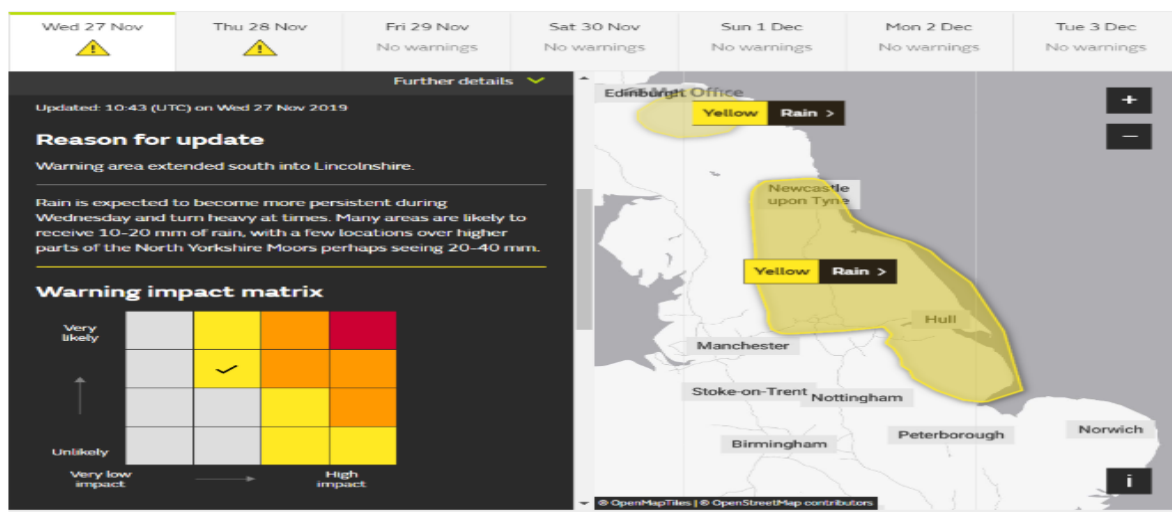 Wed 27 Nov
Thu 28 Nov
Fri 29 Nov
No warnings
Sat 30 Nov
No warnings
Sun 1 Dec
No warnings
Mon 2 Dec
No warnings
Tue 3 Dec
No warnings
Further details
Updated: 10:43 (UTC) on Wed 27 Nov 2019
Reason for update
Warning area extended south into Lincolnshire.
Rain is expected to become more persistent during
Wednesday and turn heavy at times. Many areas are likely to
receive 10-20 mm of rain, with a few locations over higher
parts of the North Yorkshire Moors perhaps seeing 20-40 mm.
Warning impact matrix
Very
likely
Unlikely
Very low
impact
High
impact
Edinburgh
Office
Yellow Rain >
+
−
Newcastle
upon Tyne
Yellow Rain >
Hull
Manchester
Stoke-on-Trent
Nottingham
Birmingham
Peterborough
Norwich
i
© OpenMapTiles | © OpenStreetMap contributors